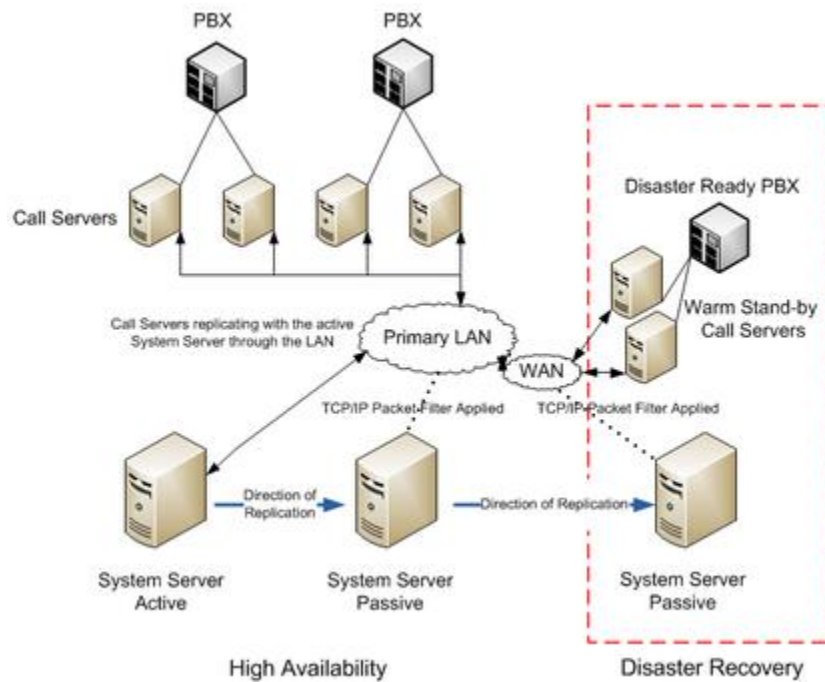 PBX
PBX
Disaster Ready PBX
Call Servers
Warm Stand-by
Call Servers
Call Servers replicating with the active
System Server through the LAN
Primary LAN
WAN
TCP/IP Packet Filter Applied
TCP/IP Packet Filter Applied
Direction of
Replication
Direction of Replication
System Server
Active
System Server
Passive
System Server
Passive
High Availability
Disaster Recovery